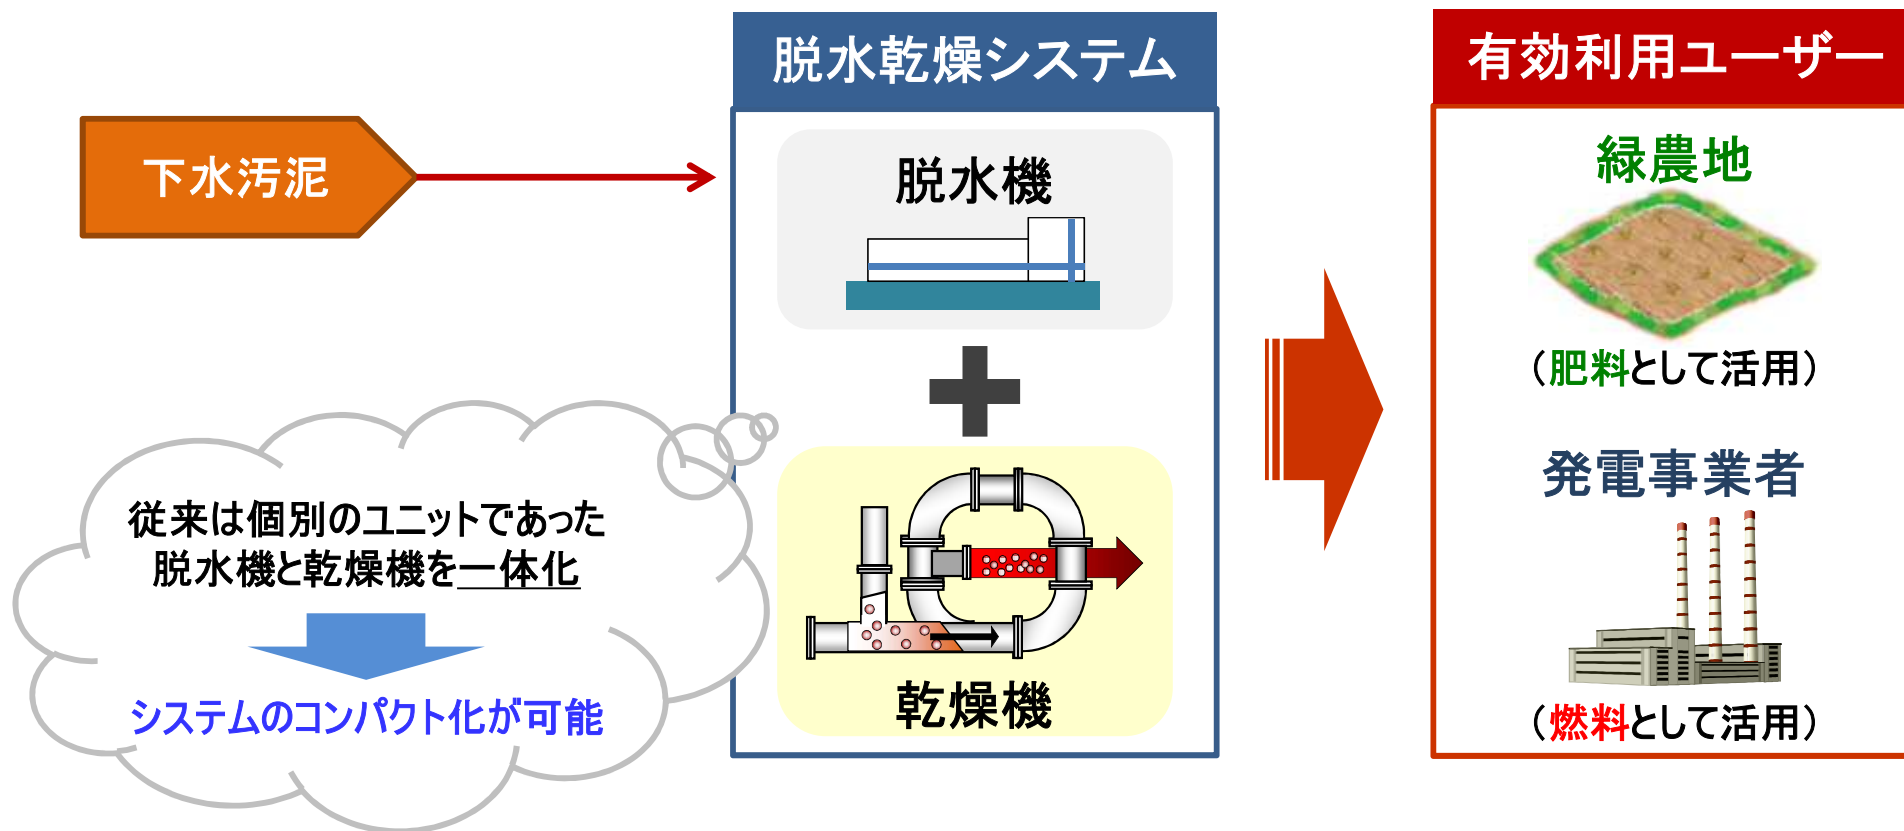 下水汚泥
脱水乾燥システム
脱水機
乾燥機
従来は個別のユニットであった
脱水機と乾燥機を一体化
システムのコンパクト化が可能
有効利用ユーザー
緑農地
（肥料として活用）
発電事業者
（燃料として活用）